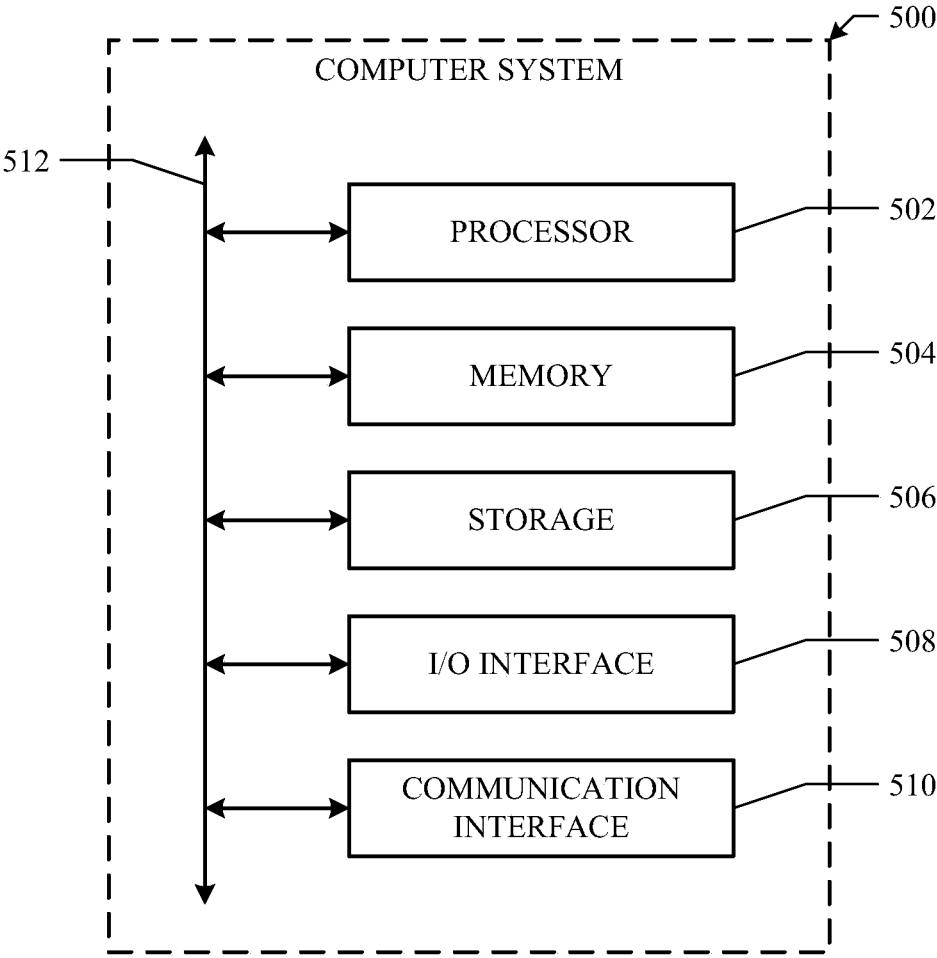 500
COMPUTER SYSTEM
512
PROCESSOR
502
MEMORY
504
STORAGE
506
I/O INTERFACE
508
COMMUNICATION
INTERFACE
510